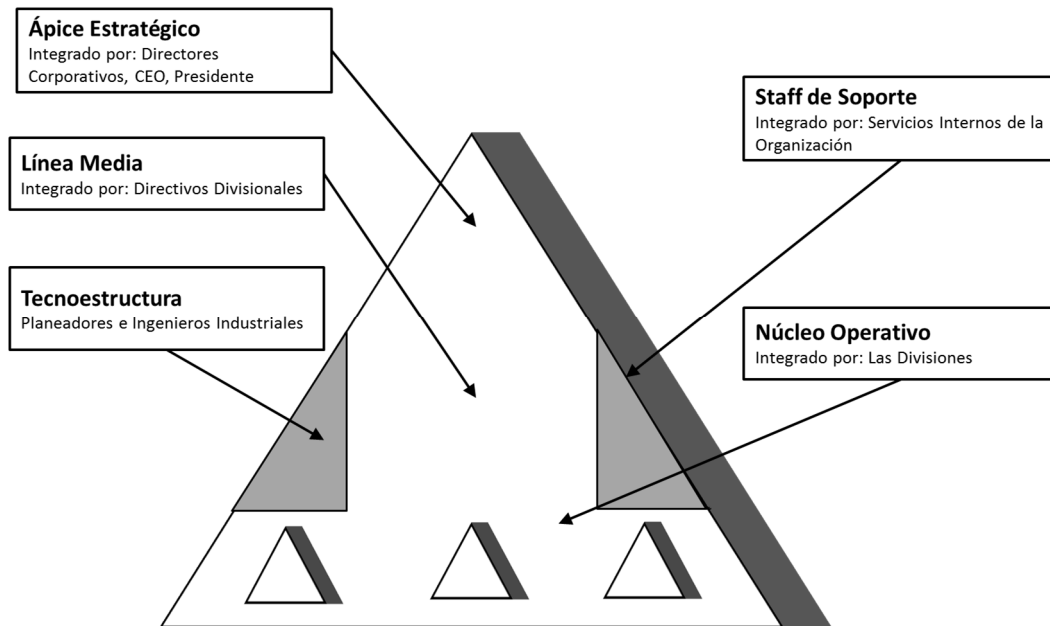 Ápice Estratégico
Integrado por: Directores
Corporativos, CEO, Presidente
Línea Media
Integrado por: Directivos Divisionales
Tecnoestructura
Planeadores e Ingenieros Industriales
Staff de Soporte
Integrado por: Servicios Internos de la
Organización
Núcleo Operativo
Integrado por: Las Divisiones